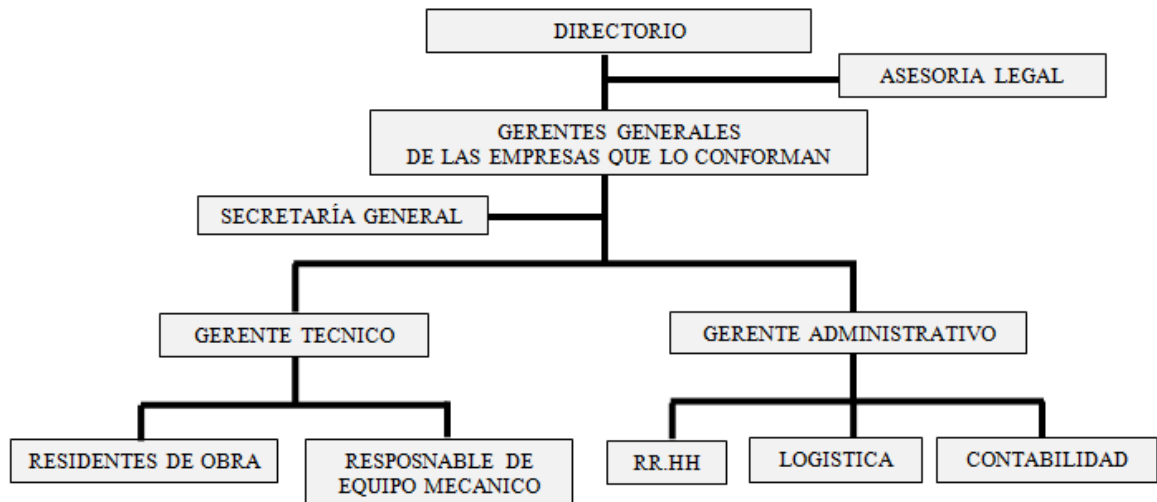 DIRECTORIO
ASESORIA LEGAL
GERENTES GENERALES
DE LAS EMPRESAS QUE LO CONFORMAN
SECRETARÍA GENERAL
GERENTE TECNICO
GERENTE ADMINISTRATIVO
RESIDENTES DE OBRA
RESPOSNABLE DE
EQUIPO MECANICO
RR.HH
LOGISTICA
CONTABILIDAD